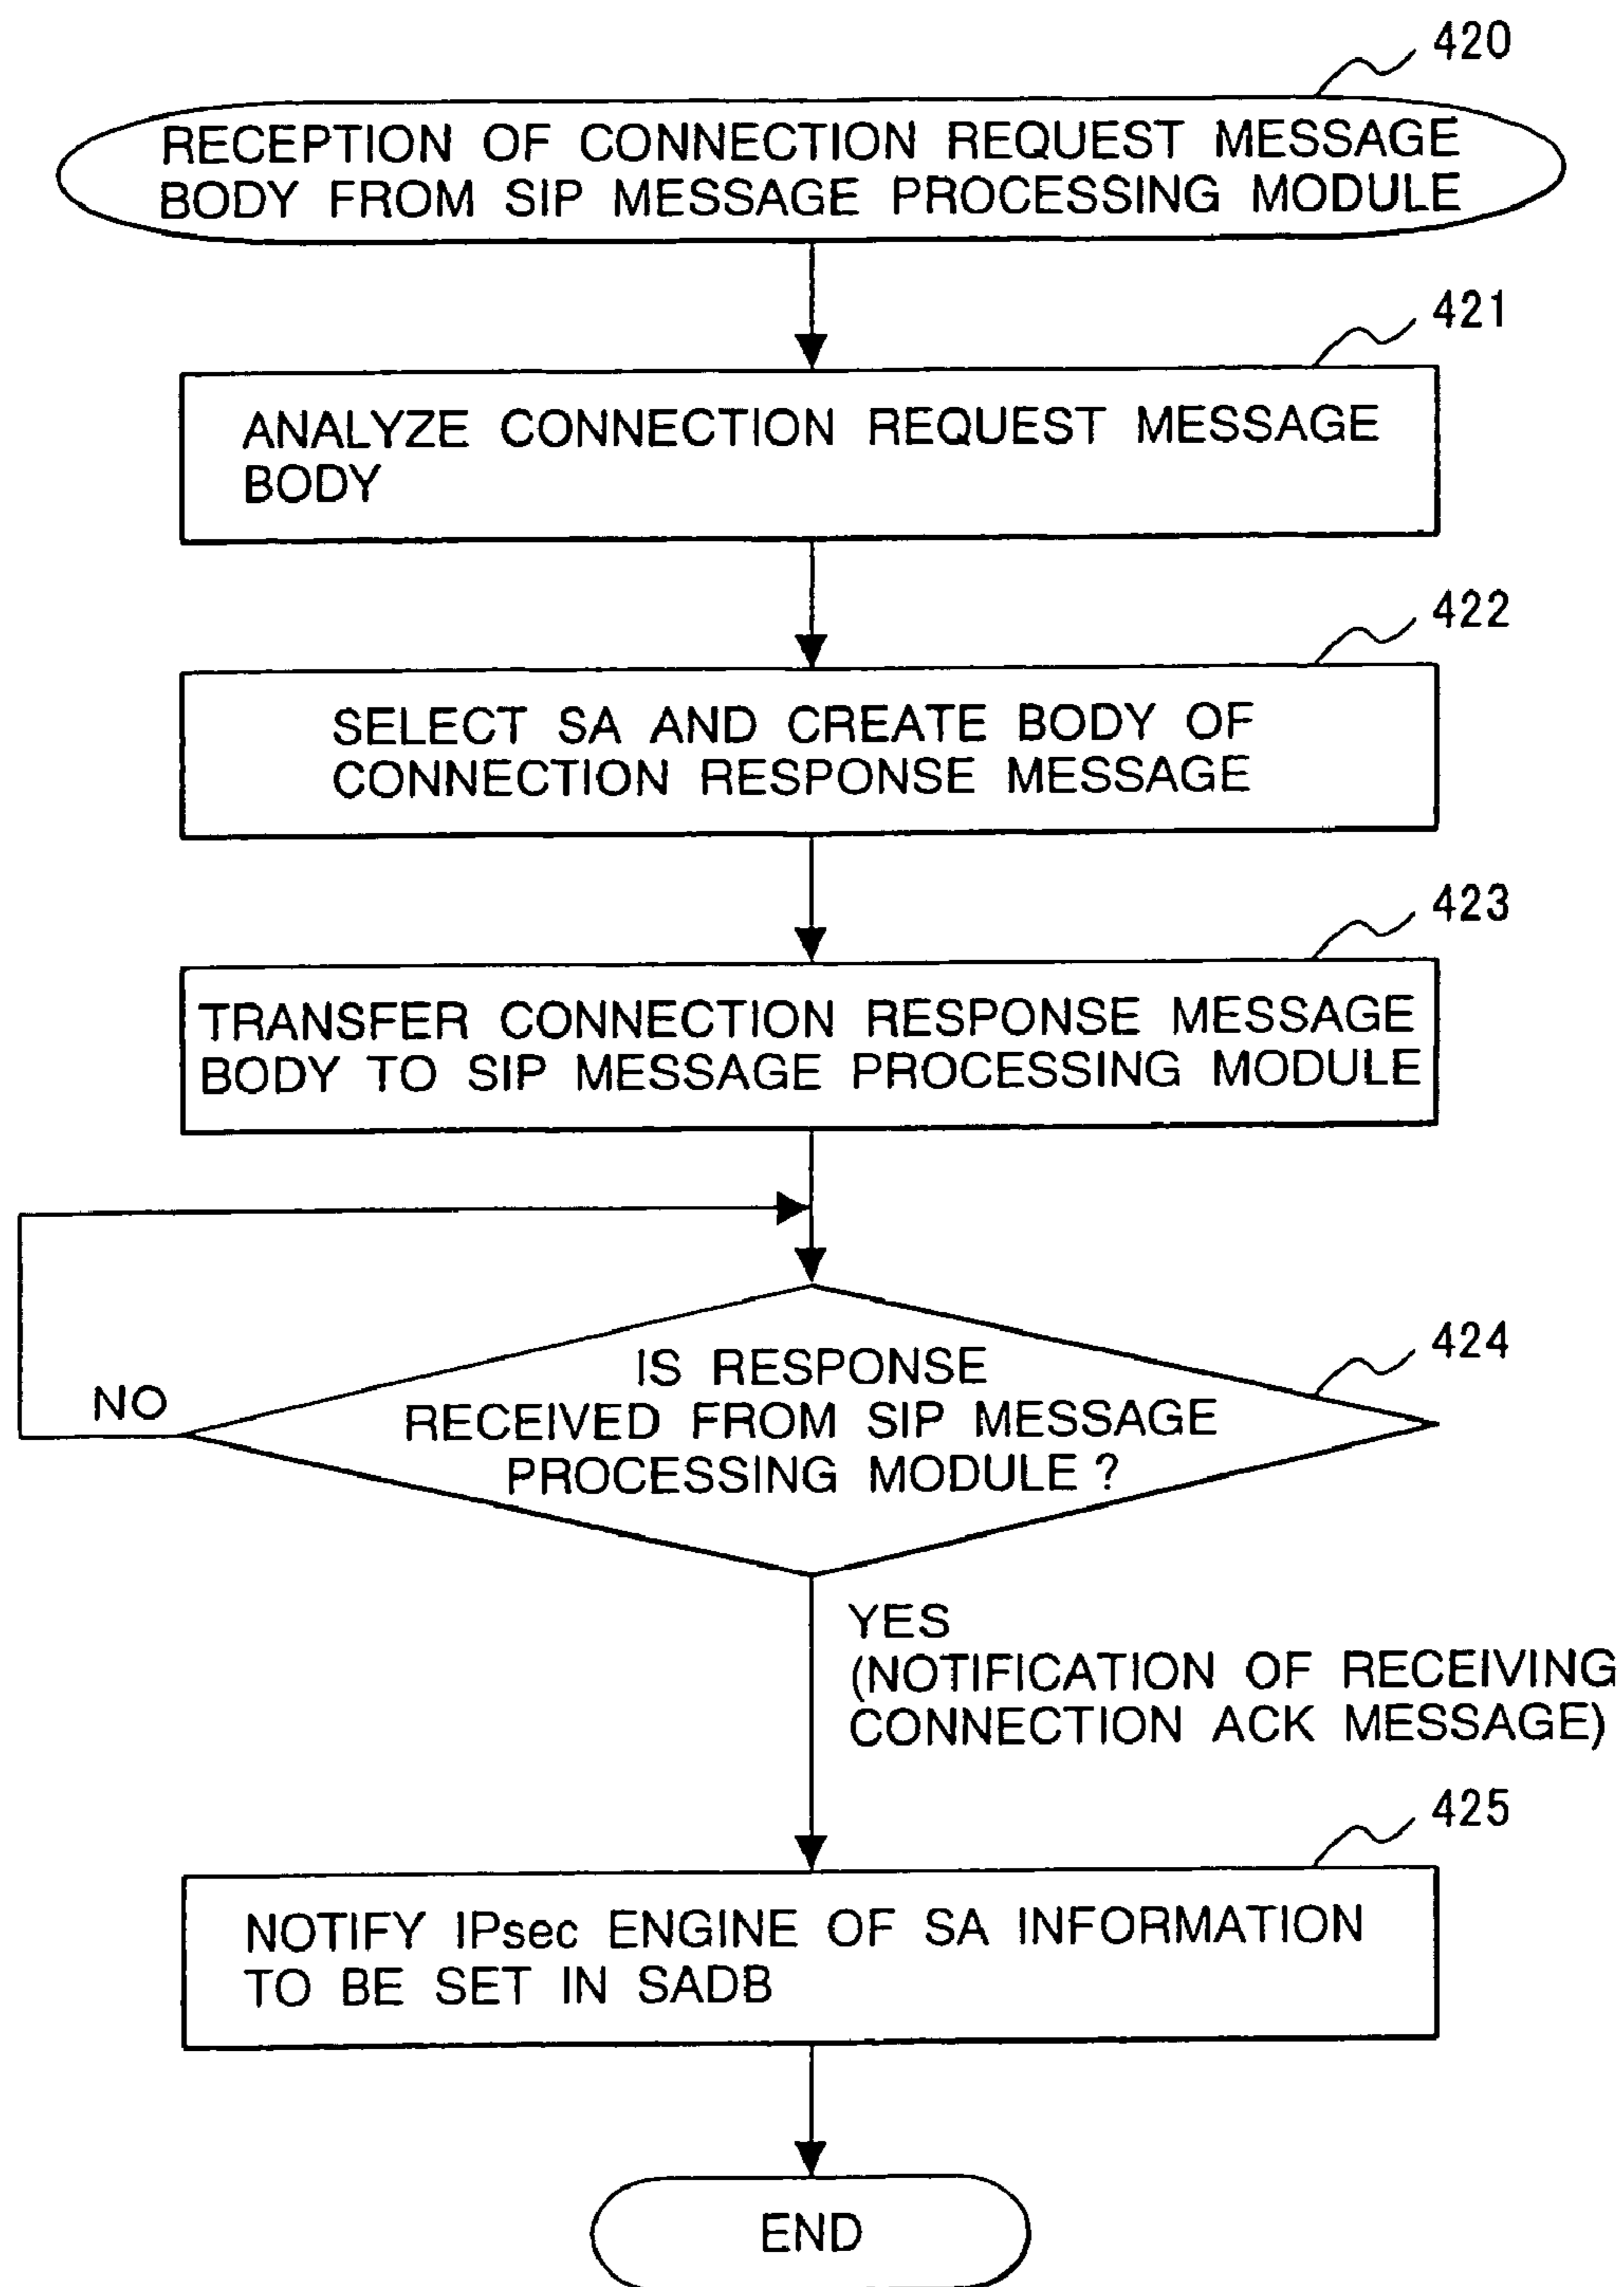 420
RECEPTION OF CONNECTION REQUEST MESSAGE
BODY FROM SIP MESSAGE PROCESSING MODULE
421
ANALYZE CONNECTION REQUEST MESSAGE
BODY
422
SELECT SA AND CREATE BODY OF
CONNECTION RESPONSE MESSAGE
423
TRANSFER CONNECTION RESPONSE MESSAGE
BODY TO SIP MESSAGE PROCESSING MODULE
424
IS RESPONSE
RECEIVED FROM SIP MESSAGE
PROCESSING MODULE ?
NO
YES
(NOTIFICATION OF RECEIVING
CONNECTION ACK MESSAGE)
425
NOTIFY IPsec ENGINE OF SA INFORMATION
TO BE SET IN SADB
END